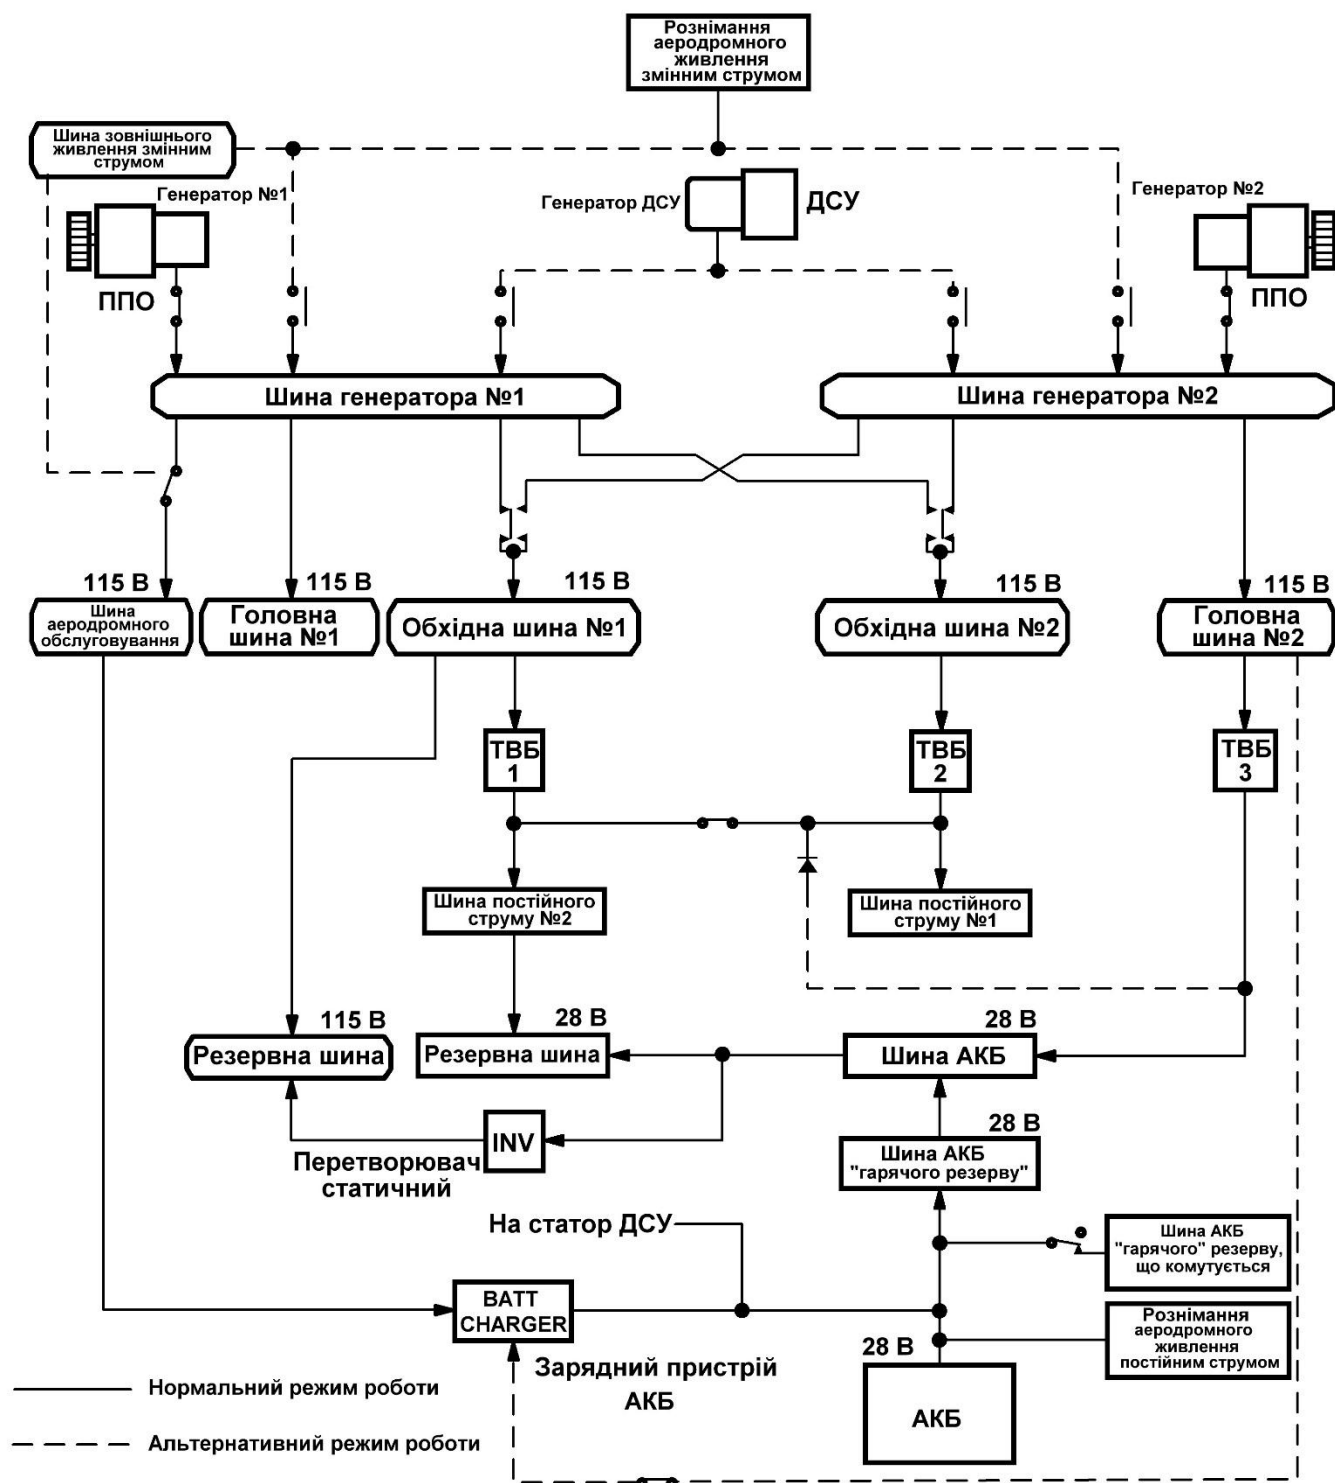 Рознімання
аеродромного
живлення
змінним струмом
Шина зовнішнього
живлення змінним
струмом
Генератор №1
Генератор ДСУ
ДСУ
Генератор №2
ППО
ППО
Шина генератора №1
Шина генератора №2
115 В
115 В
115 В
115 В
115 В
Шина
аеродромного
обслуговування
Головна
шина №1
Обхідна шина №1
Обхідна шина №2
Головна
шина №2
ТВБ
1
ТВБ
2
ТВБ
3
Шина постійного
струму №2
Шина постійного
струму №1
115 В
28 В
28 В
Резервна шина
Резервна шина
Шина АКБ
INV
Перетворювач
статичний
28 В
Шина АКБ
"гарячого резерву"
На статор ДСУ
Шина АКБ
"гарячого" резерву,
що комутується
BATT
CHARGER
Рознімання
аеродромного
живлення
постійним струмом
28 В
Зарядний пристрій
АКБ
АКБ
Нормальний режим роботи
Альтернативний режим роботи